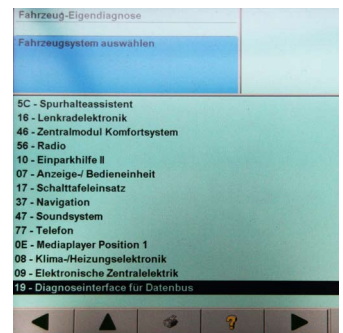 Fahrzeug-Eigendiagnose
Fahrzeugsystem auswählen
5C - Spurhalteassistent
16 - Lenkradelektronik
46 - Zentralmodul Komfortsystem
56 - Radio
10 - Einparkhilfe II
07 - Anzeige-/ Bedieneinheit
17 - Schalttafeleinsatz
37 - Navigation
47 - Soundsystem
77 - Telefon
0E - Mediaplayer Position 1
08 - Klima-/Heizungselektronik
09 - Elektronische Zentralelektrik
19 - Diagnoseinterface für Datenbus